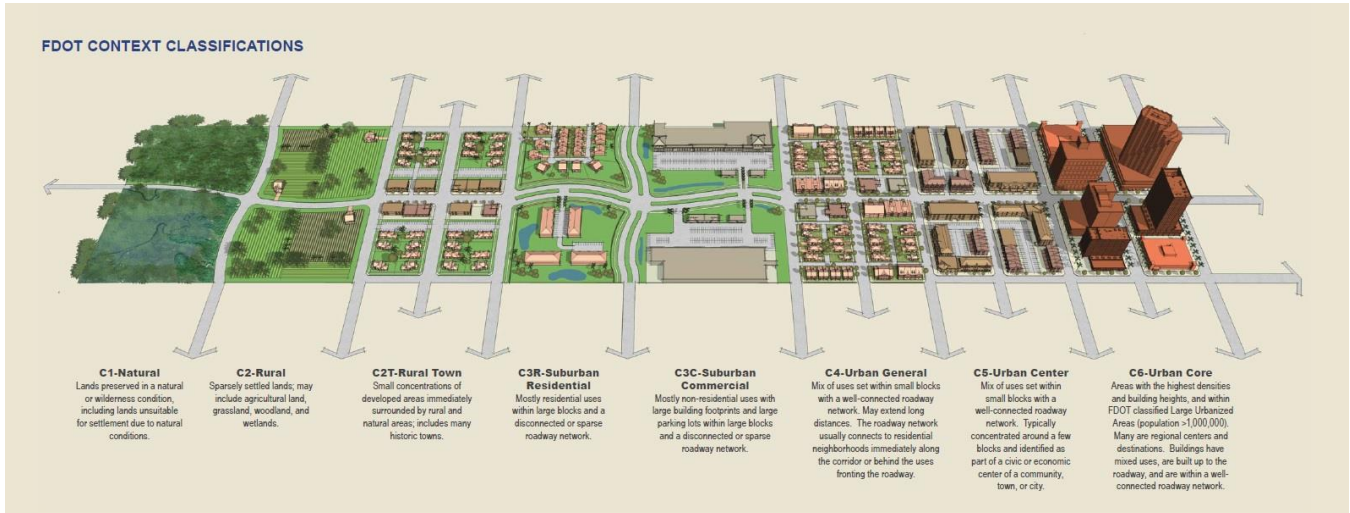 FDOT CONTEXT CLASSIFICATIONS
C1-Natural
Lands preserved in a natural
or wilderness condition,
including lands unsuitable
for settlement due to natural
conditions.
C2-Rural
Sparsely settled lands; may
include agricultural land,
grassland, woodland, and
wetlands.
C2T-Rural Town
Small concentrations of
developed areas immediately
surrounded by rural and
natural areas; includes many
historic towns.
C3R-Suburban
Residential
Mostly residential uses
within large blocks and a
disconnected or sparse
roadway network.
C3C-Suburban
Commercial
Mostly non-residential uses with
large building footprints and large
parking lots within large blocks
and a disconnected or sparse
roadway network.
C4-Urban General
Mix of uses set within small blocks
with a well-connected roadway
network. May extend long
distances. The roadway network
usually connects to residential
neighborhoods immediately along
the corridor or behind the uses
fronting the roadway.
C5-Urban Center
Mix of uses set within
small blocks with a
well-connected roadway
network. Typically
concentrated around a few
blocks and identified as
part of a civic or economic
center of a community,
town, or city.
C6-Urban Core
Areas with the highest densities
and building heights, and within
FDOT classified Large Urbanized
Areas (population >1,000,000).
Many are regional centers and
destinations. Buildings have
mixed uses, are built up to the
roadway, and are within a well-
connected roadway network.